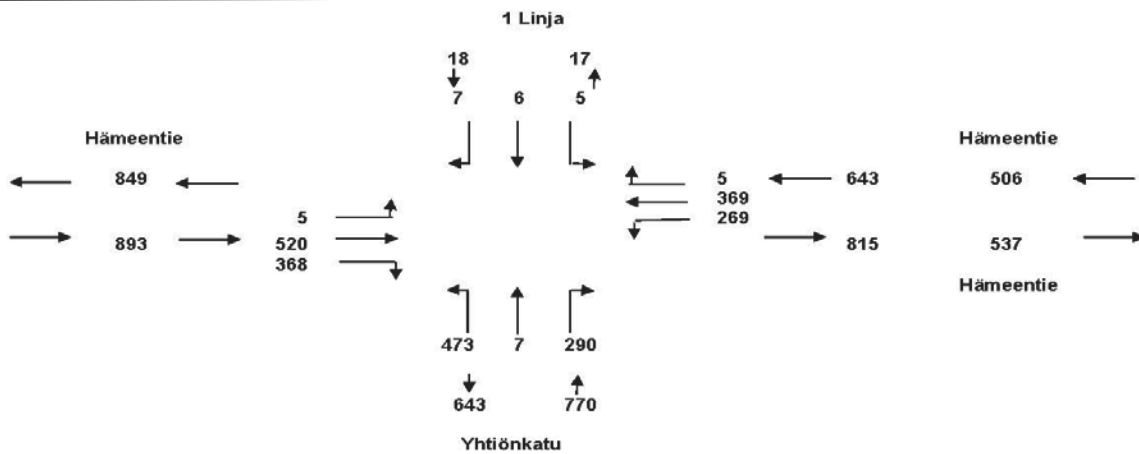 1 Linja
18 17
7 6 5
Hämeentie Hämeentie
849 5 643 506
369
5 269
893 520 815 537
368
Hämeentie
473 7 290
643 770
Yhtiönkatu